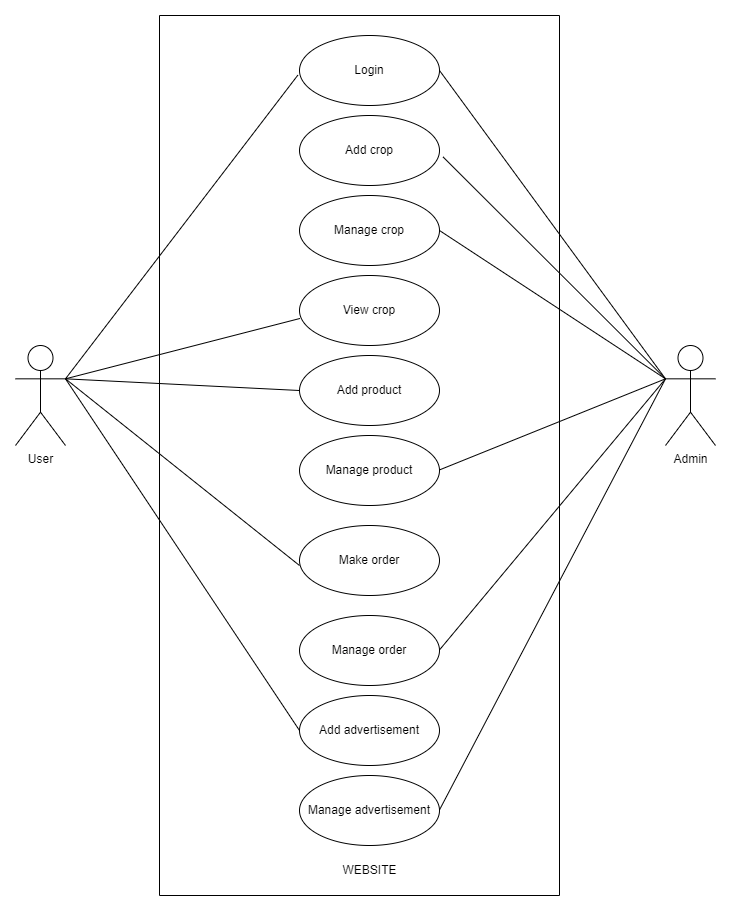 Login
Add crop
Manage crop
View crop
Add product
User
Admin
Manage product
Make order
Manage order
Add advertisement
Manage advertisement
WEBSITE